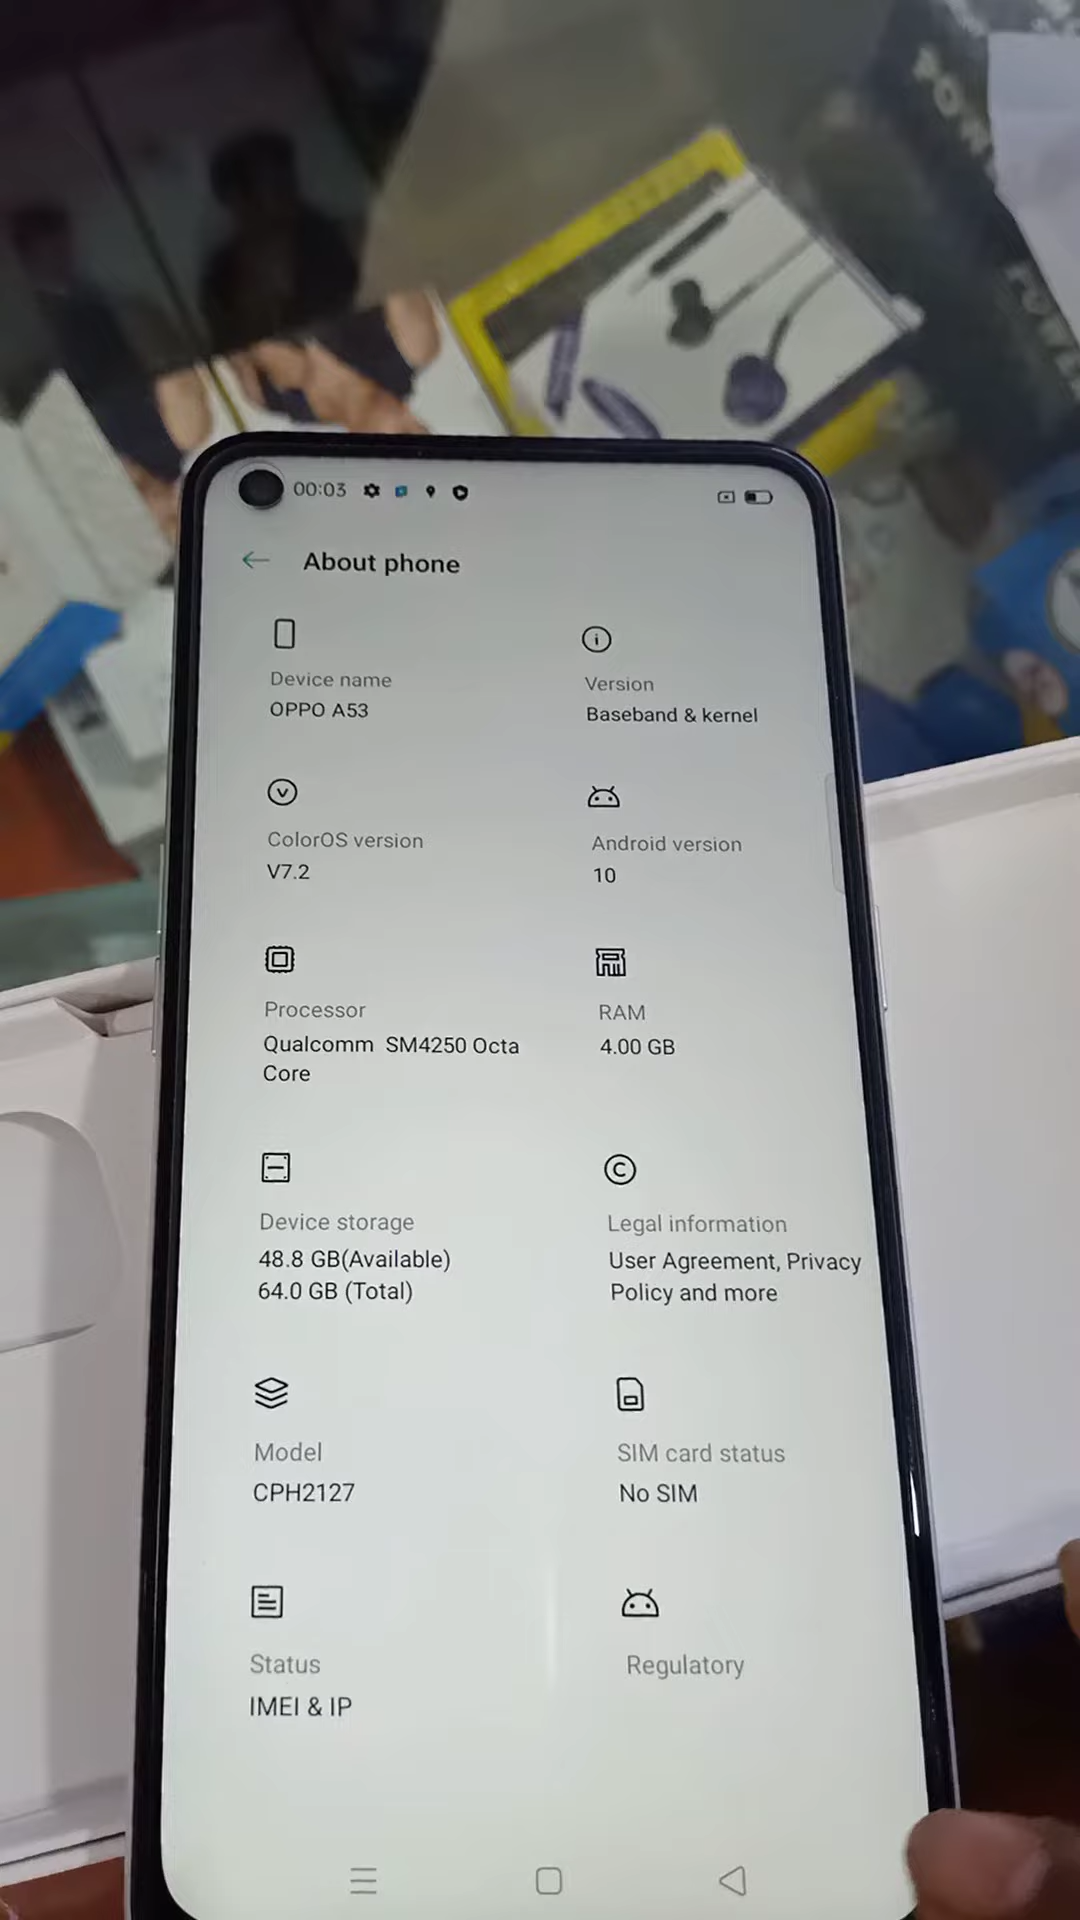 00:03
About phone
Device name
OPPO A53
Version
Baseband & kernel
ColorOS version
V7.2
Android version
10
Processor
Qualcomm SM4250 Octa
Core
RAM
4.00 GB
Device storage
48.8 GB(Available)
64.0 GB (Total)
Legal information
User Agreement, Privacy
Policy and more
Model
CPH2127
SIM card status
No SIM
Status
IMEI & IP
Regulatory